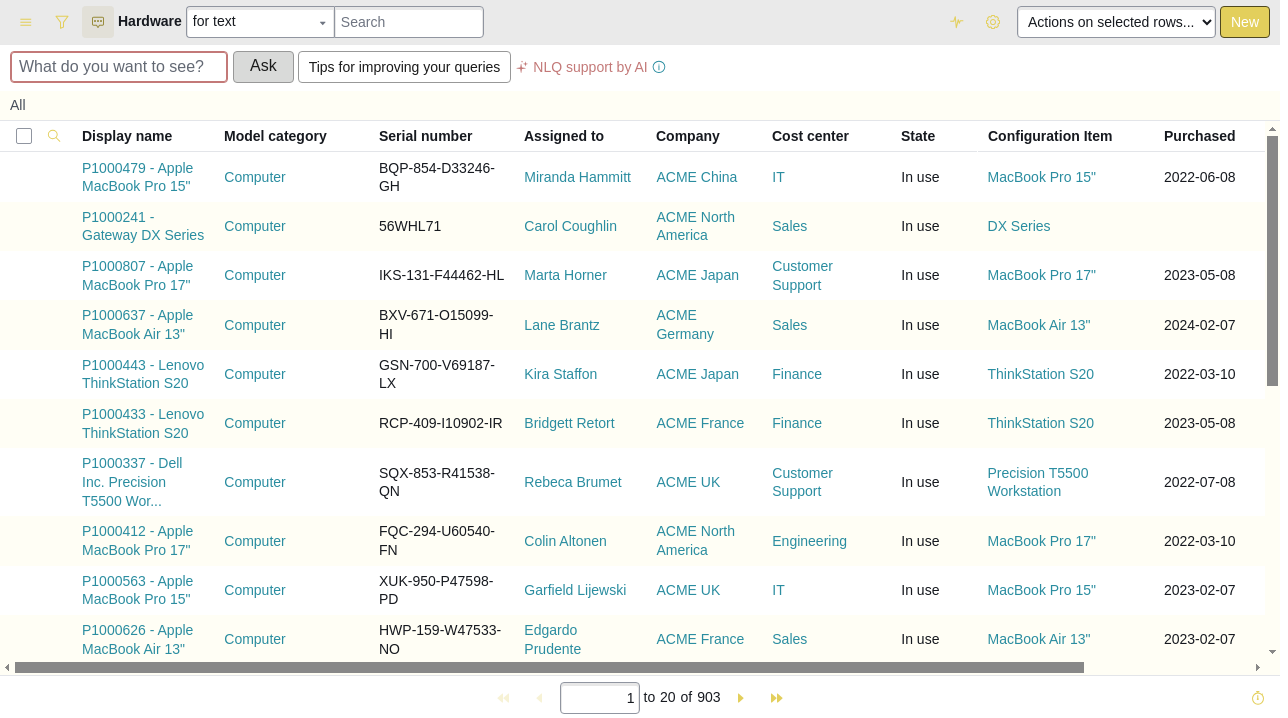 Hardware for text Search Actions on selected rows... New
What do you want to see? Ask Tips for improving your queries NLQ support by AI
All
Display name Model category Serial number Assigned to Company Cost center State Configuration Item Purchased
P1000479 - Apple MacBook Pro 15" Computer BQP-854-D33246-GH Miranda Hammitt ACME China IT In use MacBook Pro 15" 2022-06-08
P1000241 - Gateway DX Series Computer 56WHL71 Carol Coughlin ACME North America Sales In use DX Series
P1000807 - Apple MacBook Pro 17" Computer IKS-131-F44462-HL Marta Horner ACME Japan Customer Support In use MacBook Pro 17" 2023-05-08
P1000637 - Apple MacBook Air 13" Computer BXV-671-O15099-HI Lane Brantz ACME Germany Sales In use MacBook Air 13" 2024-02-07
P1000443 - Lenovo ThinkStation S20 Computer GSN-700-V69187-LX Kira Staffon ACME Japan Finance In use ThinkStation S20 2022-03-10
P1000433 - Lenovo ThinkStation S20 Computer RCP-409-I10902-IR Bridgett Retort ACME France Finance In use ThinkStation S20 2023-05-08
P1000337 - Dell Inc. Precision T5500 Wor... Computer SQX-853-R41538-QN Rebeca Brumet ACME UK Customer Support In use Precision T5500 Workstation 2022-07-08
P1000412 - Apple MacBook Pro 17" Computer FQC-294-U60540-FN Colin Altonen ACME North America Engineering In use MacBook Pro 17" 2022-03-10
P1000563 - Apple MacBook Pro 15" Computer XUK-950-P47598-PD Garfield Lijewski ACME UK IT In use MacBook Pro 15" 2023-02-07
P1000626 - Apple MacBook Air 13" Computer HWP-159-W47533-NO Edgardo Prudente ACME France Sales In use MacBook Air 13" 2023-02-07
1 to 20 of 903